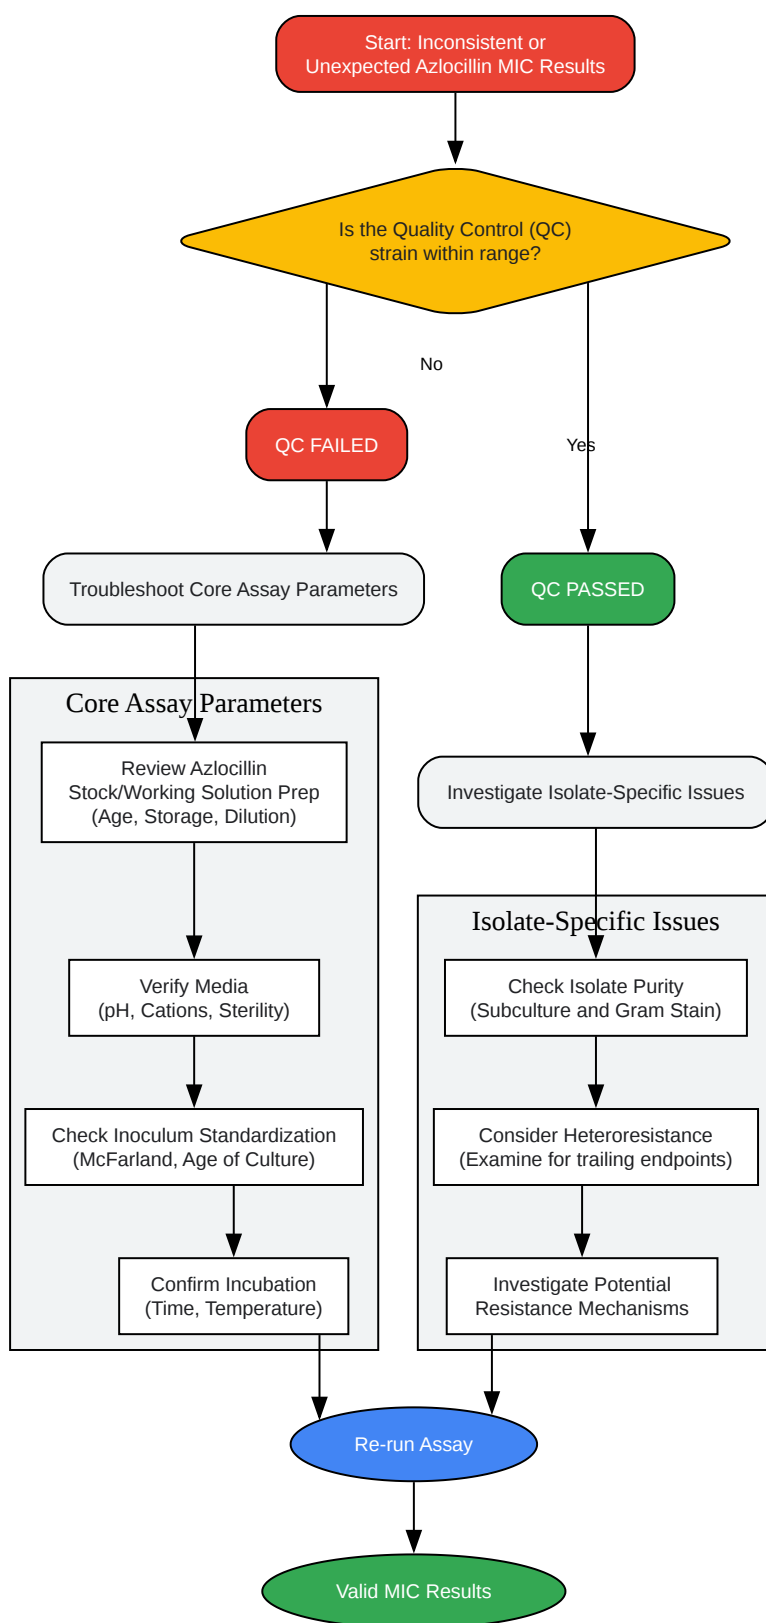 Start: Inconsistent or
Unexpected Azlocillin MIC Results
Is the Quality Control (QC)
strain within range?
No
QC FAILED
Yes
Troubleshoot Core Assay Parameters
QC PASSED
Core Assay Parameters
Review Azlocillin
Stock/Working Solution Prep
(Age, Storage, Dilution)
Investigate Isolate-Specific Issues
Isolate-Specific Issues
Verify Media
(pH, Cations, Sterility)
Check Isolate Purity
(Subculture and Gram Stain)
Check Inoculum Standardization
(McFarland, Age of Culture)
Consider Heteroresistance
(Examine for trailing endpoints)
Confirm Incubation
(Time, Temperature)
Investigate Potential
Resistance Mechanisms
Re-run Assay
Valid MIC Results